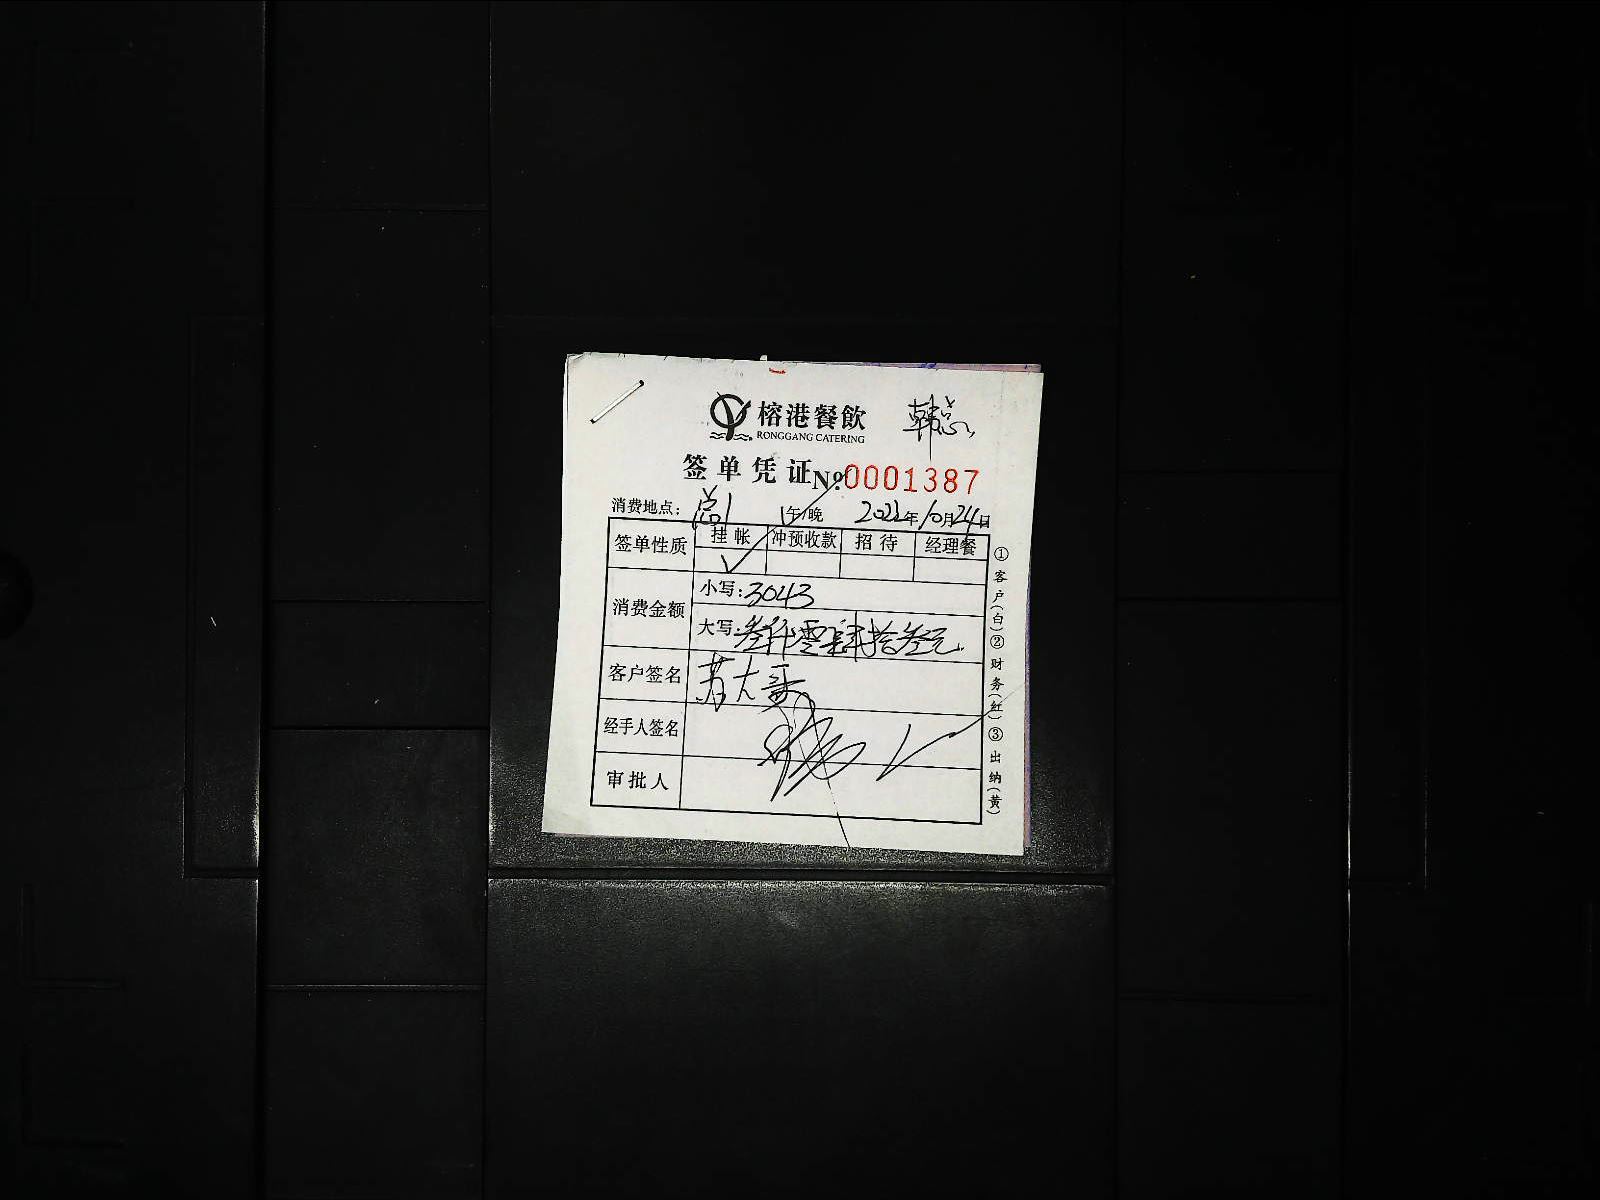 榕港餐飲 韩总
RONGGANG CATERING
签单凭证 №0001387
消费地点: 午/晚 2022年10月24日
签单性质 挂帐 冲预收款 招待 经理餐
✓
消费金额 小写:3043
大写:叁仟零肆拾叁元
客户签名 苏大哥
经手人签名
审批人
①客户(白)②财务(红)③出纳(黄)